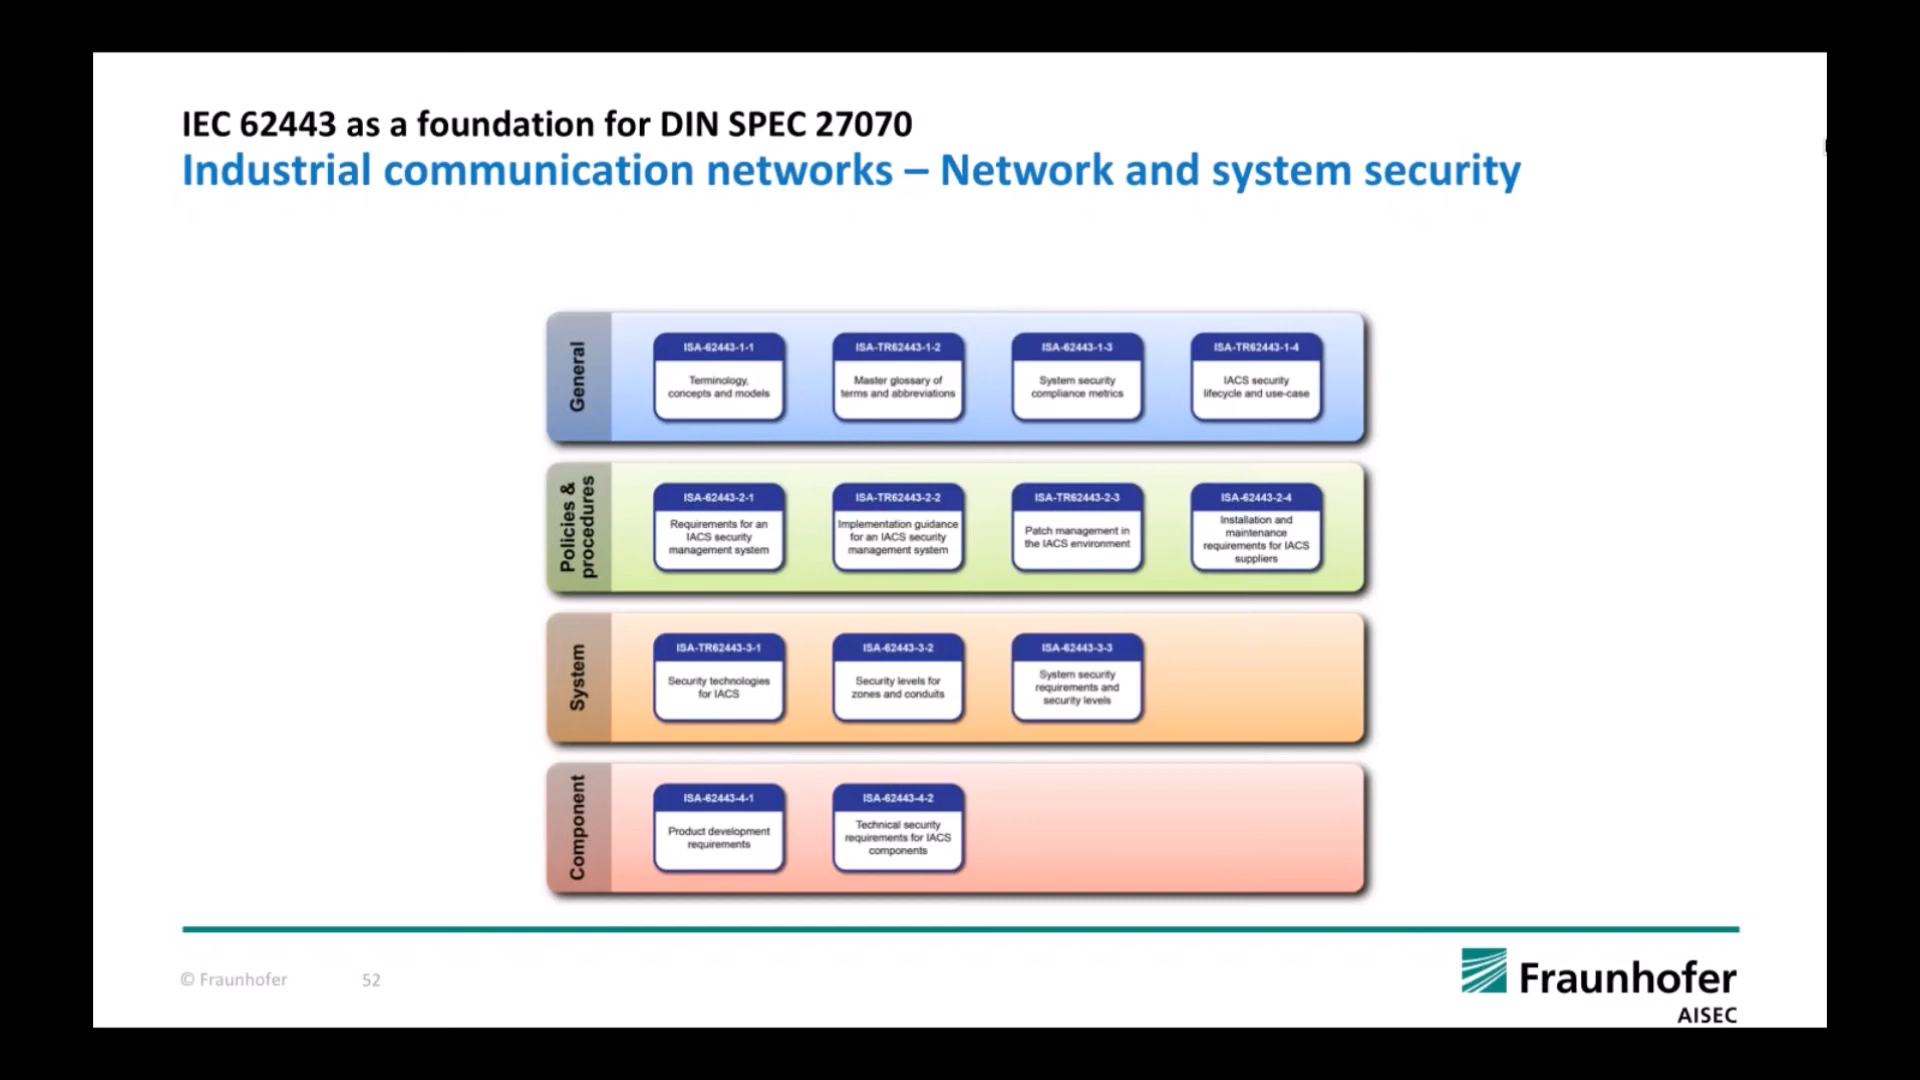 IEC 62443 as a foundation for DIN SPEC 27070
Industrial communication networks – Network and system security
General
ISA-62443-1-1
Terminology,
concepts and models
ISA-TR62443-1-2
Master glossary of
terms and abbreviations
ISA-62443-1-3
System security
compliance metrics
ISA-TR62443-1-4
IACS security
lifecycle and use-case
Policies &
procedures
ISA-62443-2-1
Requirements for an
IACS security
management system
ISA-TR62443-2-2
Implementation guidance
for an IACS security
management system
ISA-TR62443-2-3
Patch management in
the IACS environment
ISA-62443-2-4
Installation and
maintenance
requirements for IACS
suppliers
System
ISA-TR62443-3-1
Security technologies
for IACS
ISA-62443-3-2
Security levels for
zones and conduits
ISA-62443-3-3
System security
requirements and
security levels
Component
ISA-62443-4-1
Product development
requirements
ISA-62443-4-2
Technical security
requirements for IACS
components
© Fraunhofer
52
Fraunhofer
AISEC